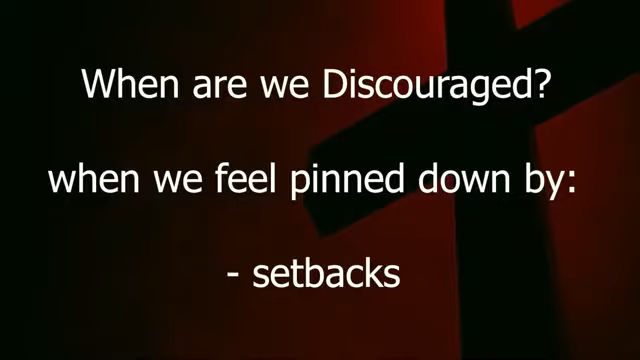 When are we Discouraged?
when we feel pinned down by:
- setbacks